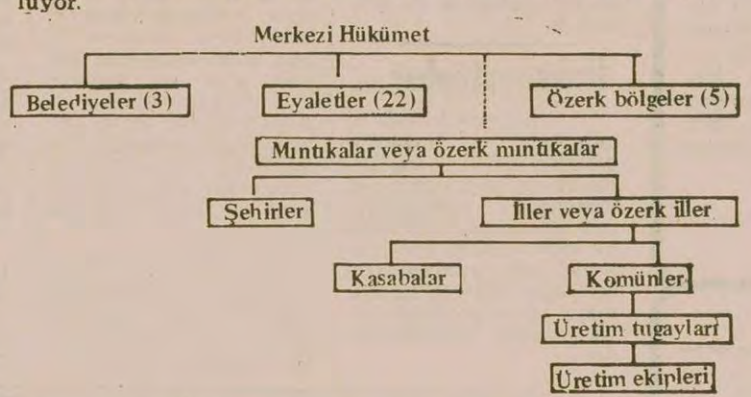 lüyor.
Merkezi Hükümet
Belediyeler (3) Eyaletler (22) Özerk bölgeler (5)
Mıntıkalar veya özerk mıntıkalar
Şehirler İller veya özerk iller
Kasabalar Komünler
Üretim tugayları
Üretim ekipleri